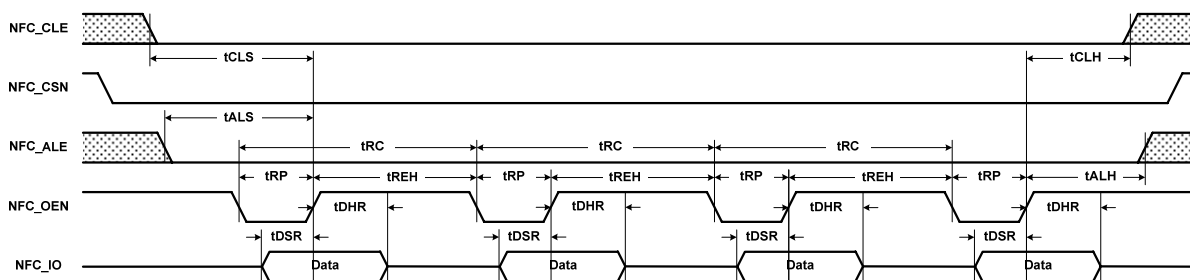 NFC_CLE
tCLS tCLH
NFC_CSN
tALS
NFC_ALE
tRC tRC tRC
tRP tREH tRP tREH tRP tREH tRP tALH
NFC_OEN
tDHR tDHR tDHR tDHR
tDSR tDSR tDSR tDSR
NFC_IO Data Data Data Data